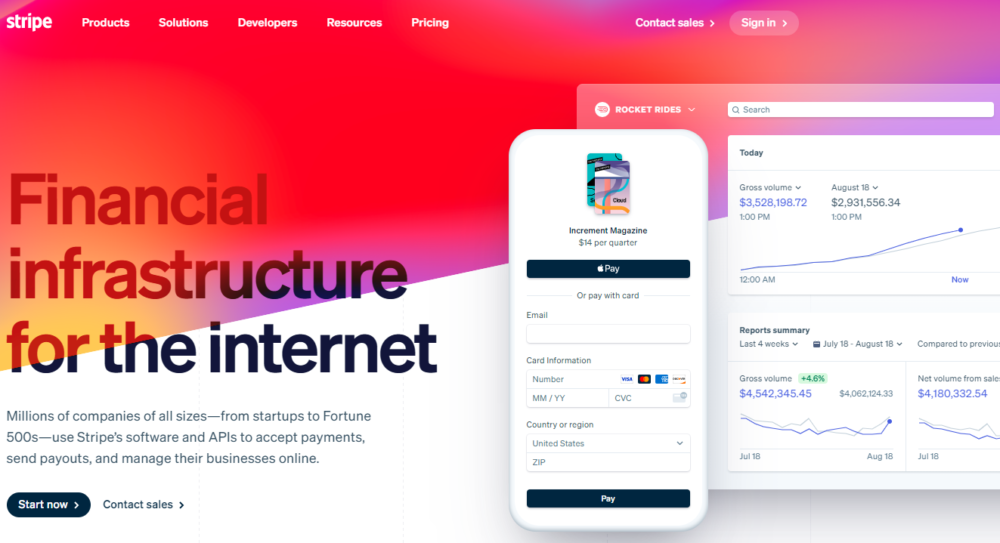 stripe
Products
Solutions
Developers
Resources
Pricing
Contact sales
Sign in
Financial
infrastructure
for the internet
Millions of companies of all sizes—from startups to Fortune
500s—use Stripe’s software and APIs to accept payments,
send payouts, and manage their businesses online.
Start now
Contact sales
Cloud
Increment Magazine
$14 per quarter
Pay
Or pay with card
Email
Card Information
Number
VISA
MM / YY
CVC
Country or region
United States
ZIP
Pay
ROCKET RIDES
Search
Today
Gross volume
August 18
$3,528,198.72
$2,931,556.34
1:00 PM
1:00 PM
12:00 AM
Now
Reports summary
Last 4 weeks
July 18 - August 18
Compared to previous
Gross volume
+4.6%
$4,542,345.45
$4,062,124.33
Jul 18
Aug 18
Net volume from sales
$4,180,332.54
Jul 18